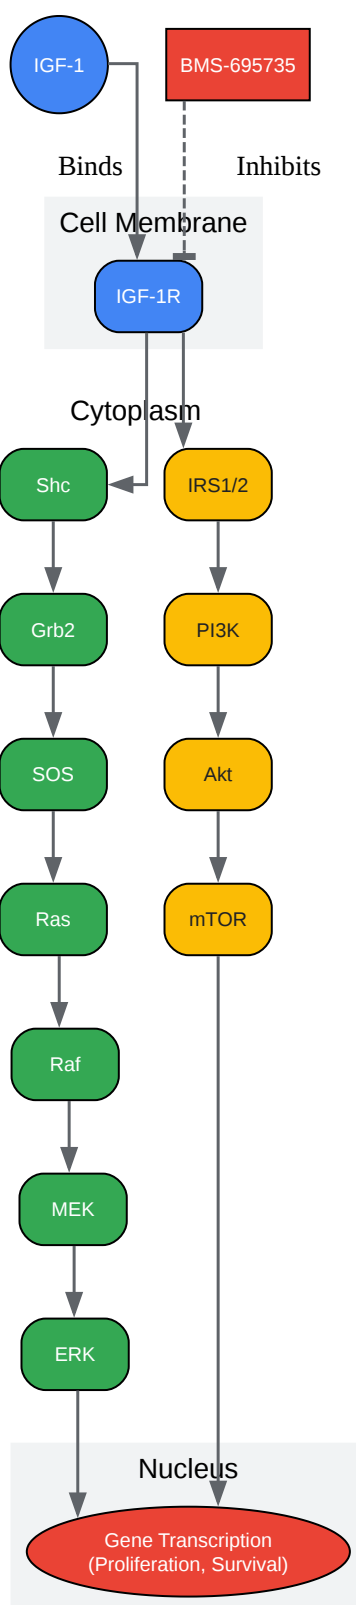 IGF-1
BMS-695735
Binds
Inhibits
Cell Membrane
IGF-1R
Cytoplasm
Shc
IRS1/2
Grb2
PI3K
SOS
Akt
Ras
mTOR
Raf
MEK
ERK
Nucleus
Gene Transcription
(Proliferation, Survival)